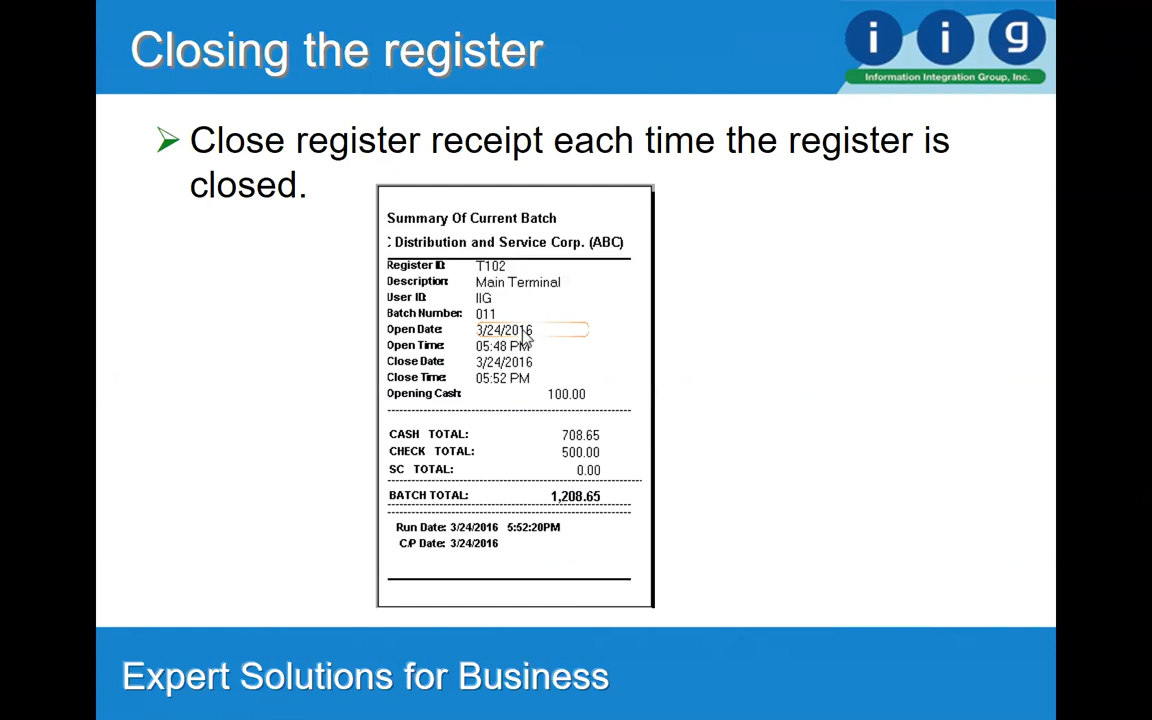 Closing the register
i i g
Information Integration Group, Inc.
Close register receipt each time the register is
closed.
Summary Of Current Batch
C Distribution and Service Corp. (ABC)
Register ID: T102
Description: Main Terminal
User ID: IIG
Batch Number: 011
Open Date: 3/24/2016
Open Time: 05:48 PM
Close Date: 3/24/2016
Close Time: 05:52 PM
Opening Cash: 100.00
CASH TOTAL: 708.65
CHECK TOTAL: 500.00
SC TOTAL: 0.00
BATCH TOTAL: 1,208.65
Run Date: 3/24/2016 5:52:20PM
C/P Date: 3/24/2016
Expert Solutions for Business